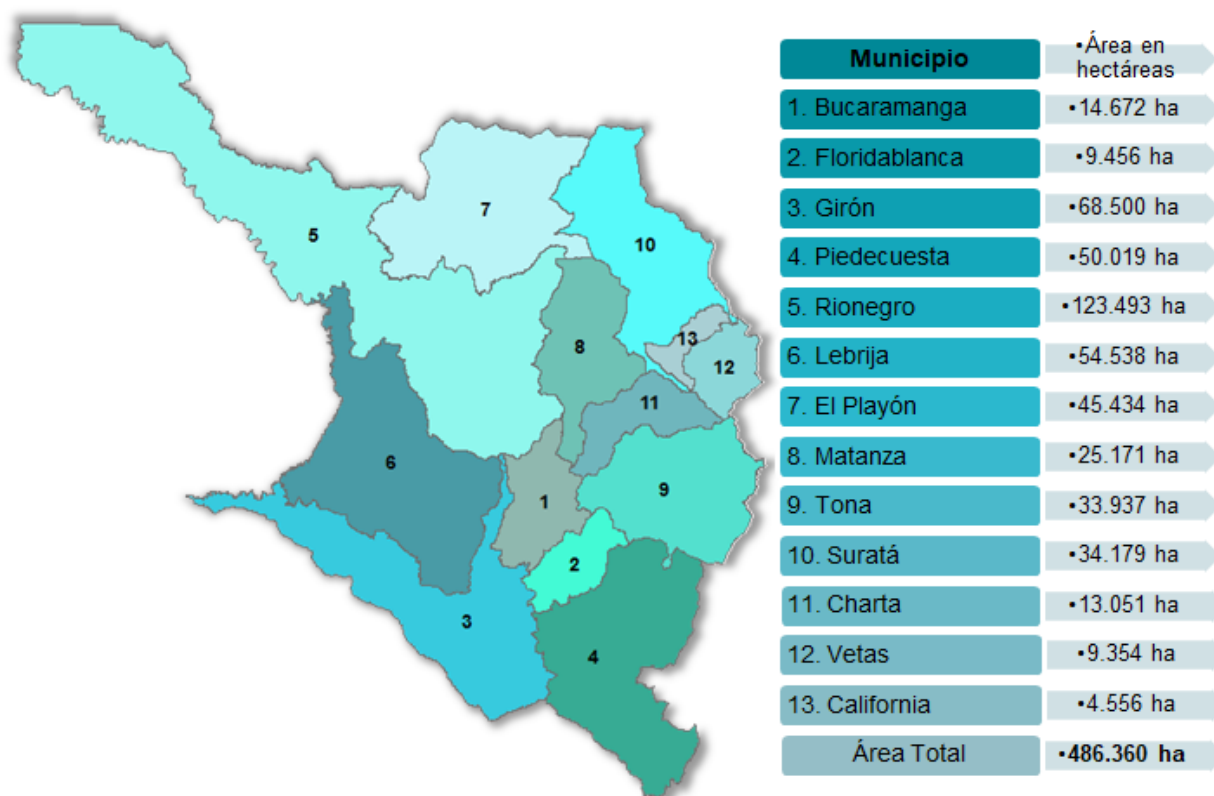 5
7
10
8
13
12
11
6
9
1
2
3
4
Municipio
•Área en
hectáreas
1. Bucaramanga
•14.672 ha
2. Floridablanca
•9.456 ha
3. Girón
•68.500 ha
4. Piedecuesta
•50.019 ha
5. Rionegro
•123.493 ha
6. Lebrija
•54.538 ha
7. El Playón
•45.434 ha
8. Matanza
•25.171 ha
9. Tona
•33.937 ha
10. Suratá
•34.179 ha
11. Charta
•13.051 ha
12. Vetas
•9.354 ha
13. California
•4.556 ha
Área Total
•486.360 ha